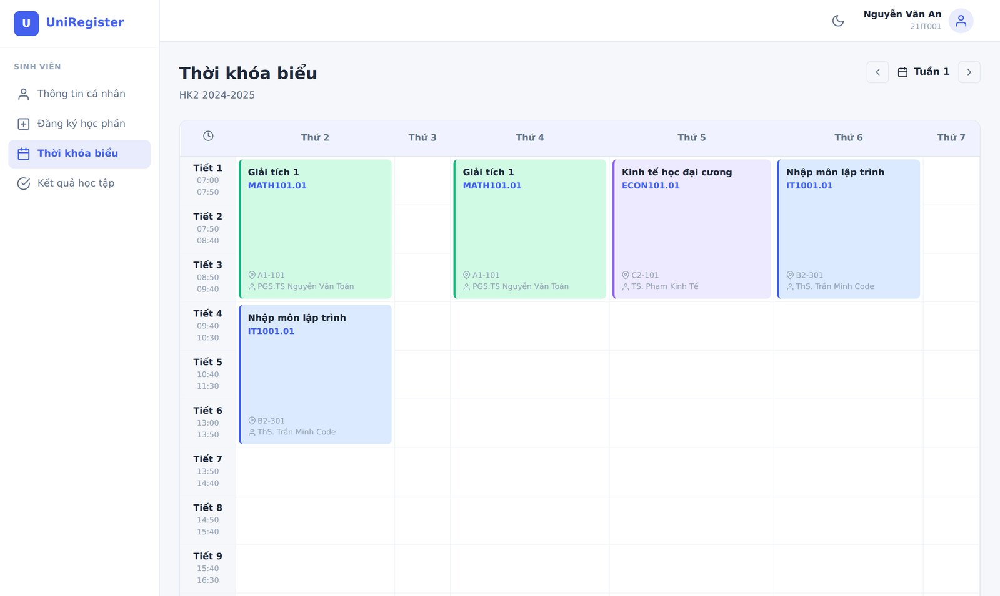 U
UniRegister
SINH VIÊN
Thông tin cá nhân
Đăng ký học phần
Thời khóa biểu
Kết quả học tập
Nguyễn Văn An
21IT001
Thời khóa biểu
HK2 2024-2025
Tuần 1
Thứ 2
Thứ 3
Thứ 4
Thứ 5
Thứ 6
Thứ 7
Tiết 1
07:00
07:50
Giải tích 1
MATH101.01
A1-101
PGS.TS Nguyễn Văn Toán
Giải tích 1
MATH101.01
A1-101
PGS.TS Nguyễn Văn Toán
Kinh tế học đại cương
ECON101.01
C2-101
TS. Phạm Kinh Tế
Nhập môn lập trình
IT1001.01
B2-301
ThS. Trần Minh Code
Tiết 2
07:50
08:40
Tiết 3
08:50
09:40
Tiết 4
09:40
10:30
Nhập môn lập trình
IT1001.01
B2-301
ThS. Trần Minh Code
Tiết 5
10:40
11:30
Tiết 6
13:00
13:50
Tiết 7
13:50
14:40
Tiết 8
14:50
15:40
Tiết 9
15:40
16:30